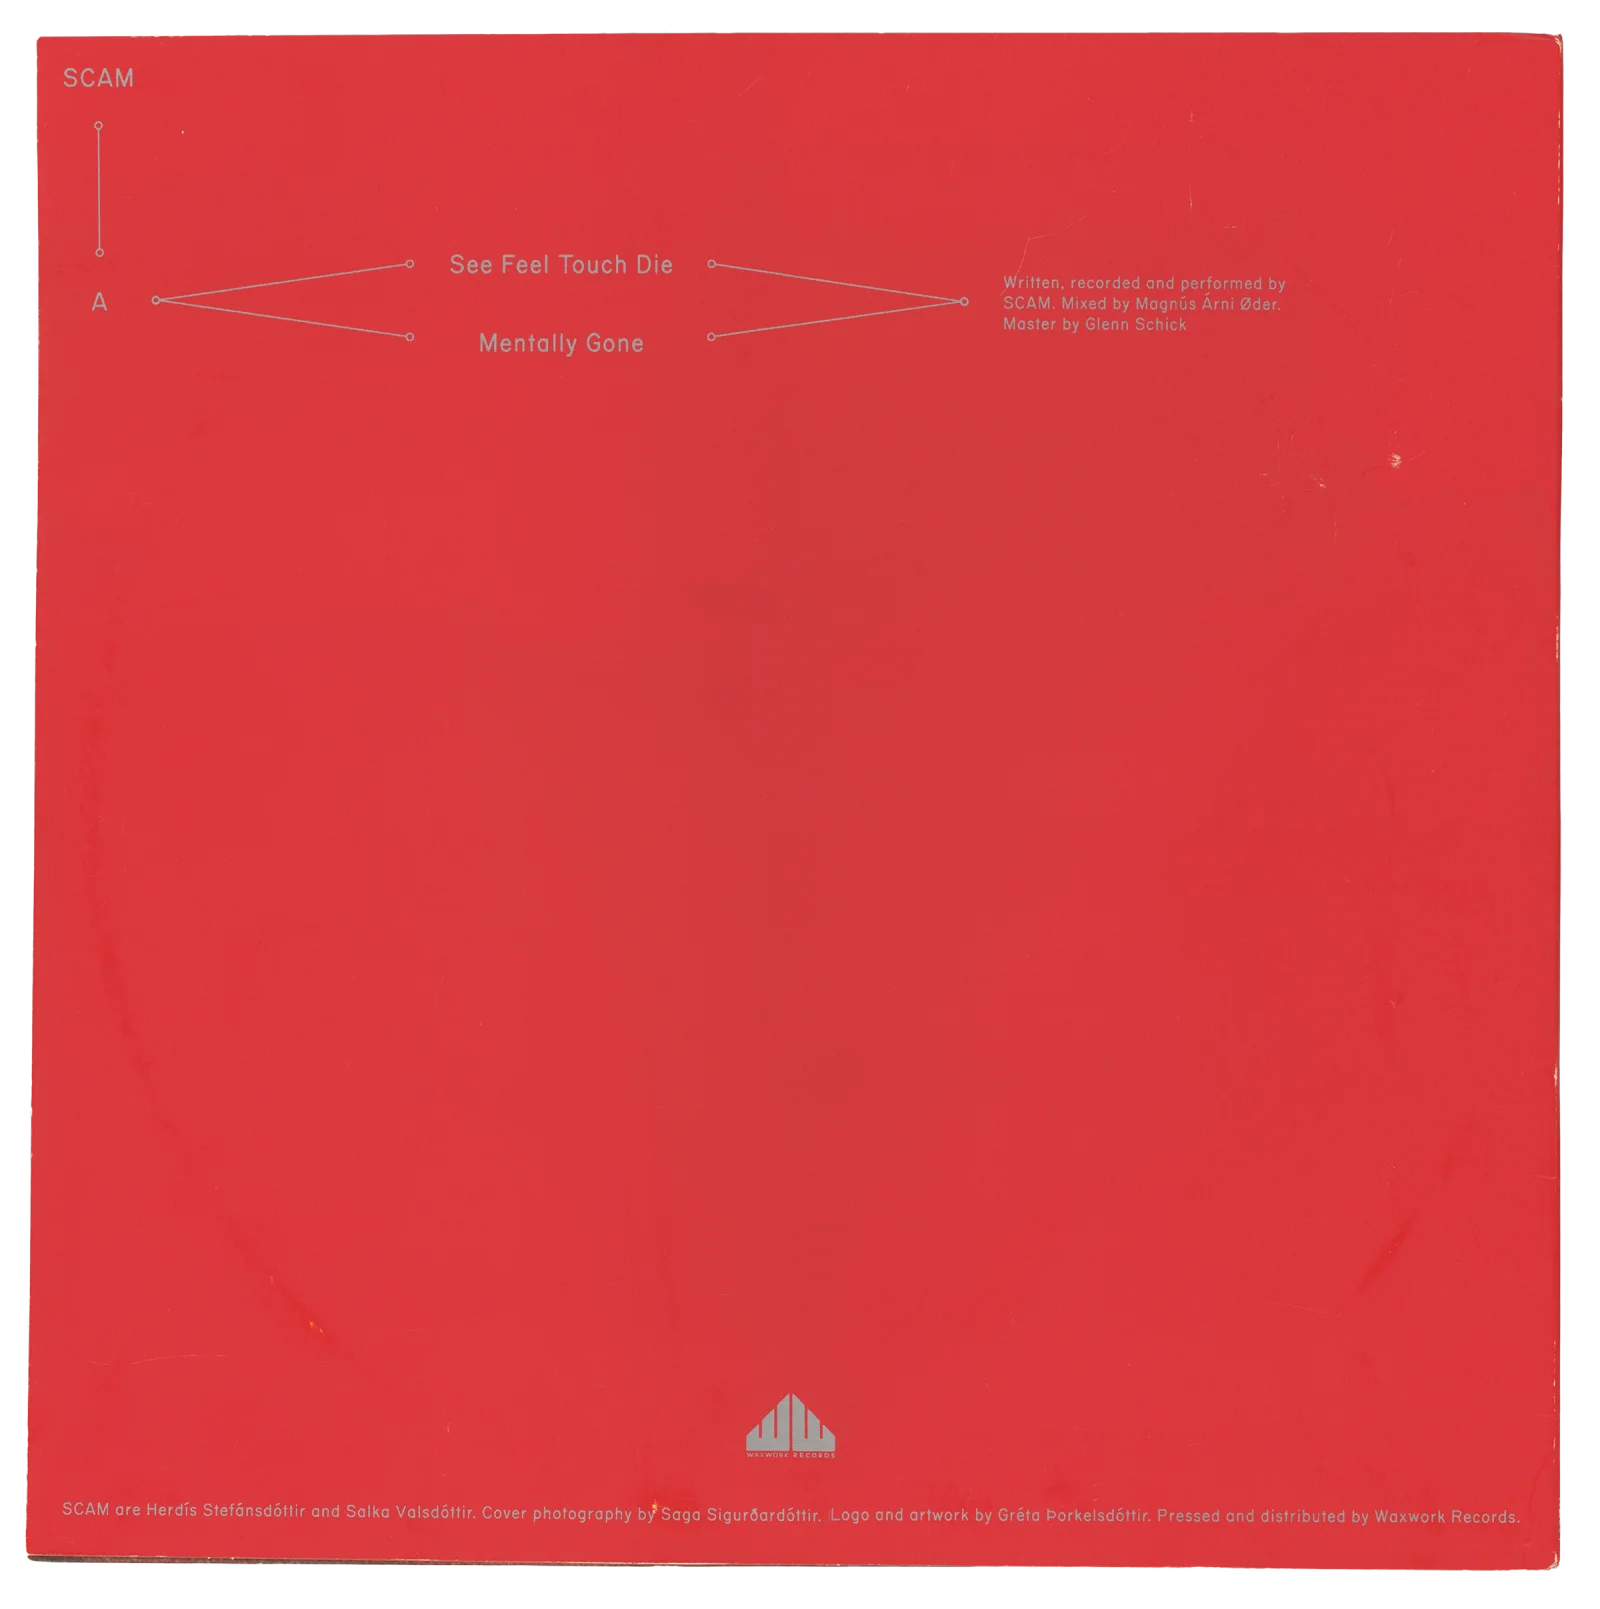 SCAM
A
See Feel Touch Die
Mentally Gone
Written, recorded and performed by
SCAM. Mixed by Magnús Árni Øder.
Master by Glenn Schick
WAXWORK RECORDS
SCAM are Herdís Stefánsdóttir and Salka Valsdóttir. Cover photography by Saga Sigurðardóttir. Logo and artwork by Gréta Þorkelsdóttir. Pressed and distributed by Waxwork Records.